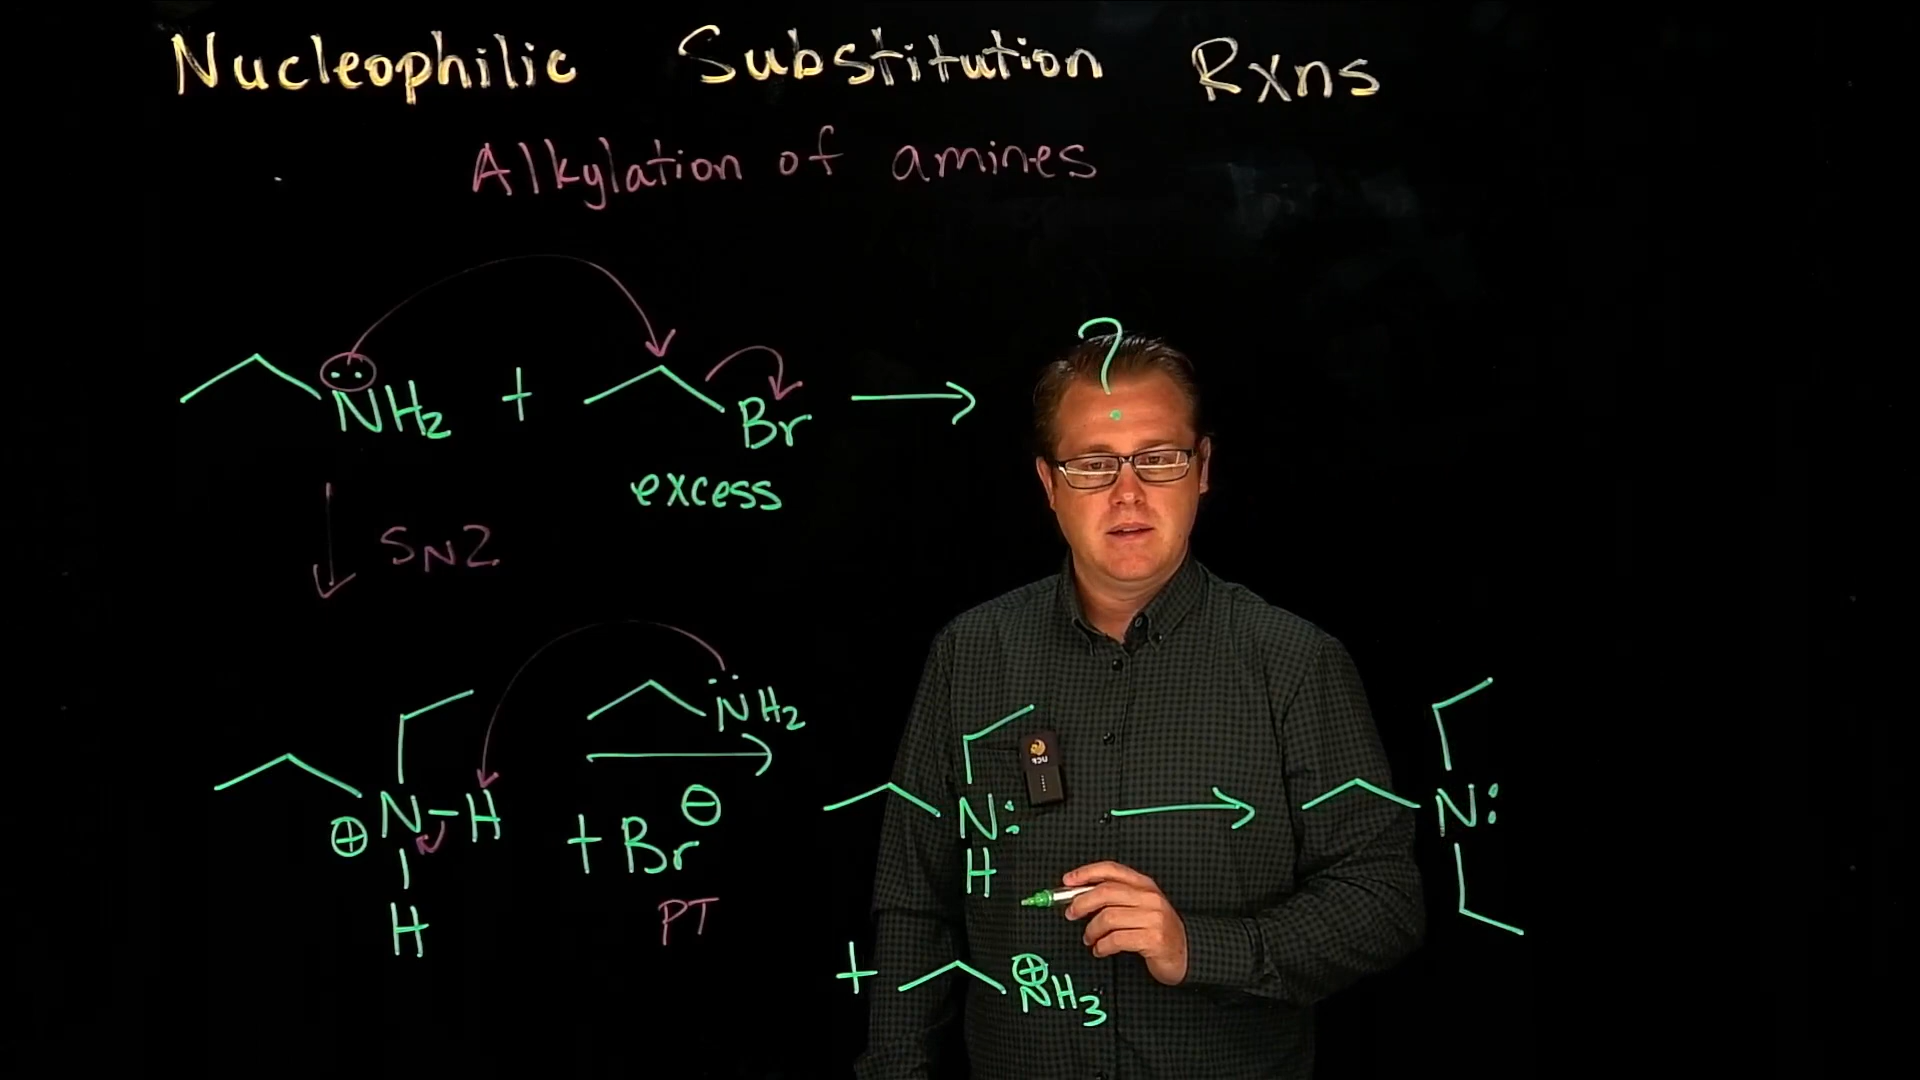 Nucleophilic Substitution Rxns
Alkylation of amines
?
NH2 + Br
excess
SN2
NH2
⊕ N-H
H
+ Br ⊖
PT
N:
H
N:
+ ⊕NH3